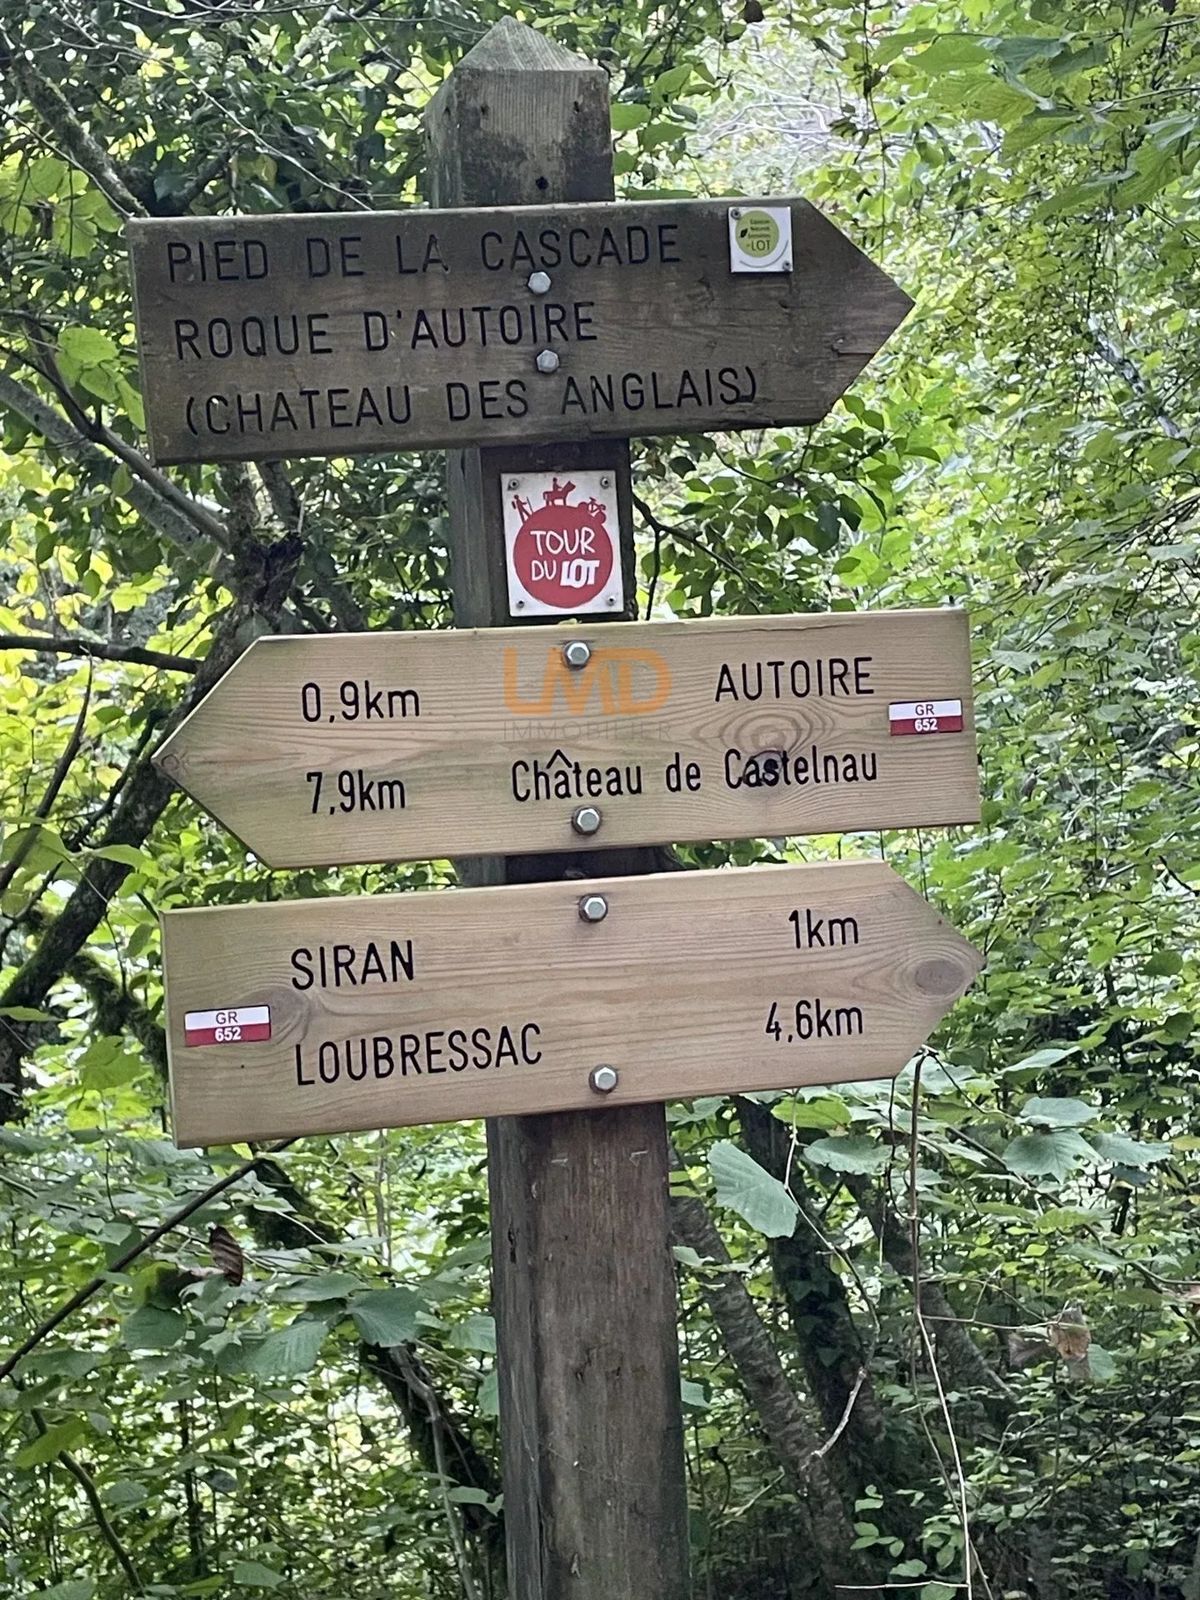 PIED DE LA CASCADE
LOT
ROQUE D'AUTOIRE
(CHATEAU DES ANGLAIS)
TOUR
DU LOT
0,9km AUTOIRE
GR
652
7,9km Château de Castelnau
IMMOBILIER
SIRAN 1km
GR
652
LOUBRESSAC 4,6km